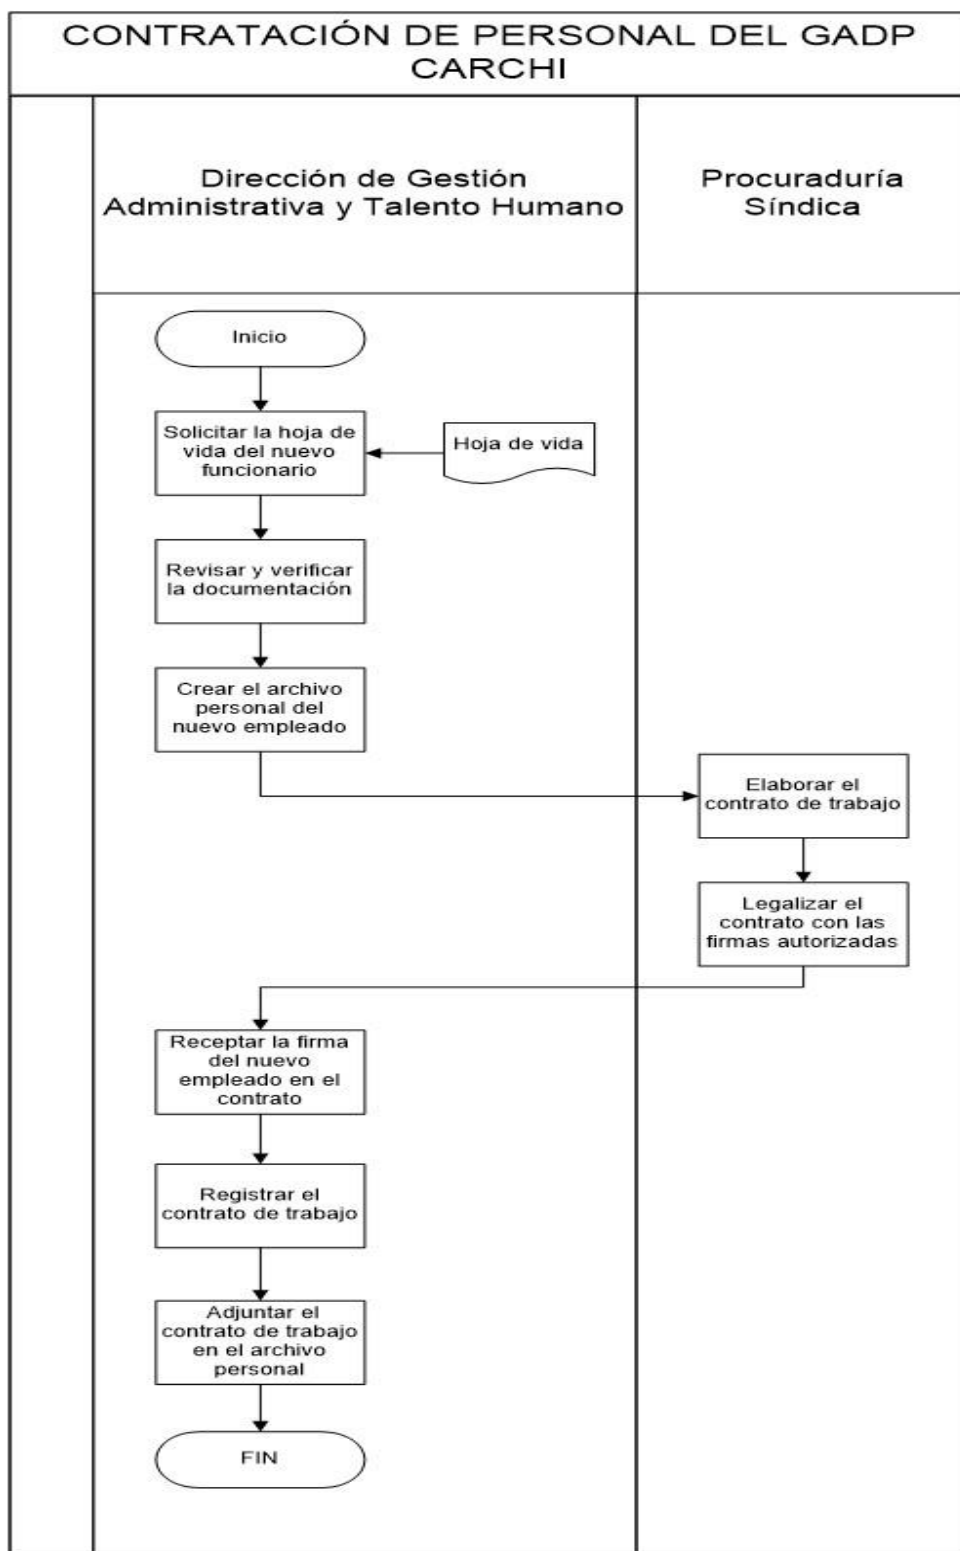 CONTRATACIÓN DE PERSONAL DEL GADP
CARCHI
Dirección de Gestión
Administrativa y Talento Humano
Procuraduría
Síndica
Inicio
Solicitar la hoja de
vida del nuevo
funcionario
Hoja de vida
Revisar y verificar
la documentación
Crear el archivo
personal del
nuevo empleado
Elaborar el
contrato de trabajo
Legalizar el
contrato con las
firmas autorizadas
Receptar la firma
del nuevo
empleado en el
contrato
Registrar el
contrato de trabajo
Adjuntar el
contrato de trabajo
en el archivo
personal
FIN